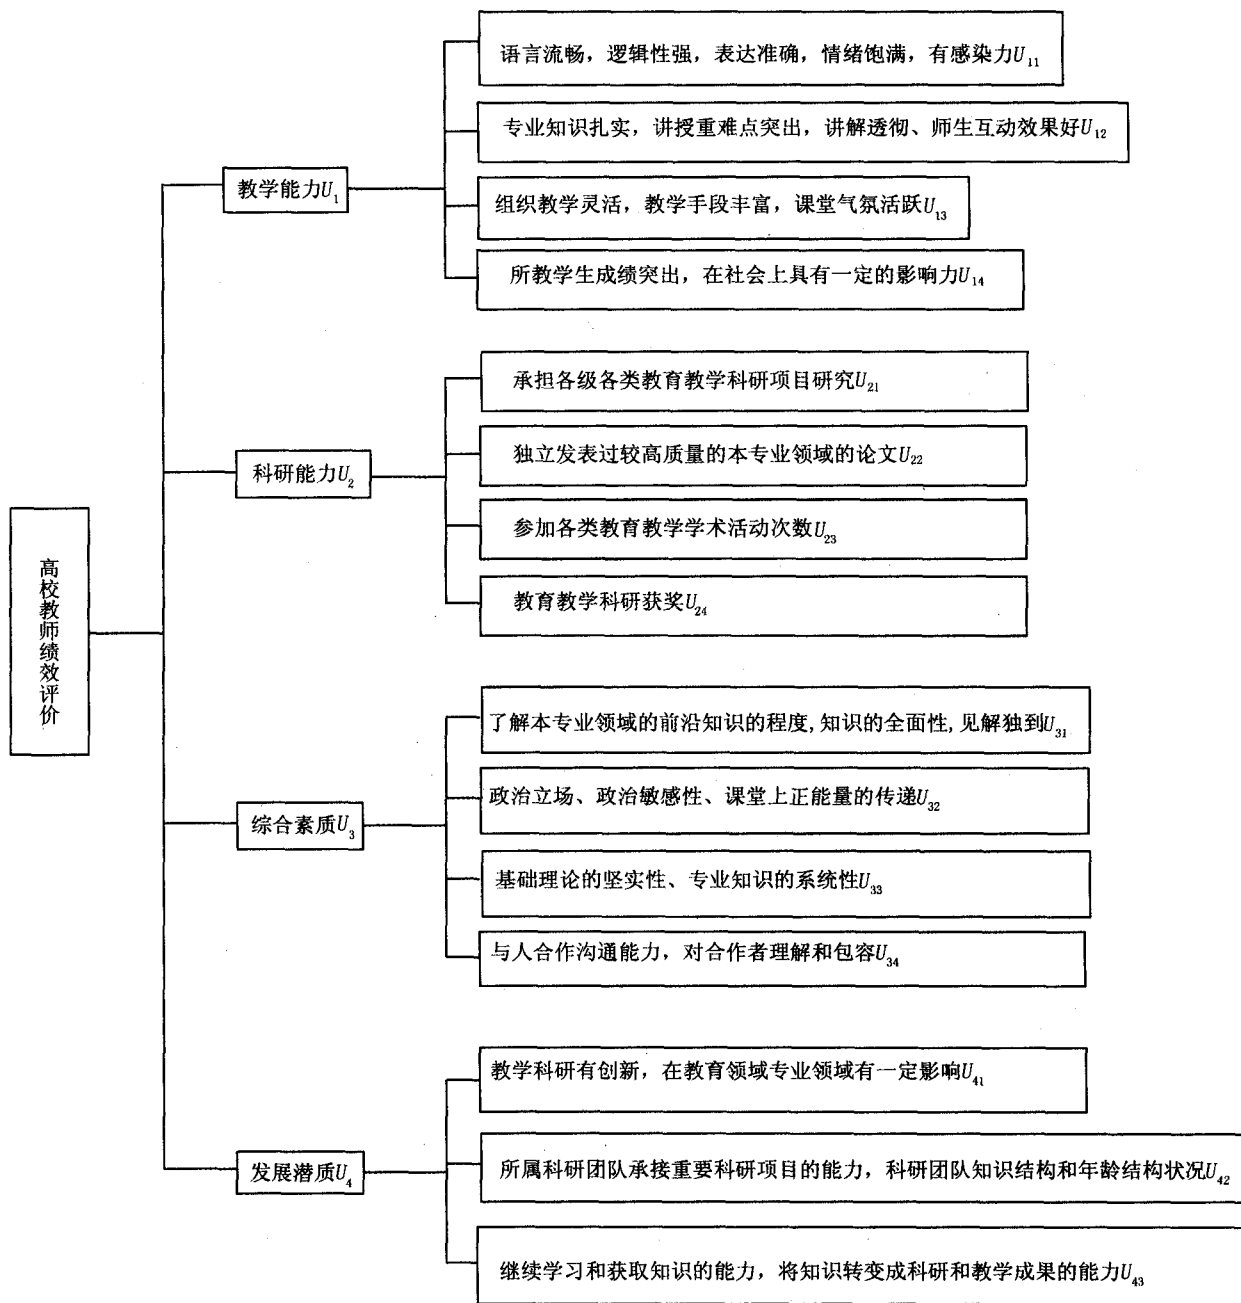 高校教师绩效评价
教学能力U₁
语言流畅，逻辑性强，表达准确，情绪饱满，有感染力U₁₁
专业知识扎实，讲授重难点突出，讲解透彻、师生互动效果好U₁₂
组织教学灵活，教学手段丰富，课堂气氛活跃U₁₃
所教学生成绩突出，在社会上具有一定的影响力U₁₄
科研能力U₂
承担各级各类教育教学科研项目研究U₂₁
独立发表过较高质量的本专业领域的论文U₂₂
参加各类教育教学学术活动次数U₂₃
教育教学科研获奖U₂₄
综合素质U₃
了解本专业领域的前沿知识的程度,知识的全面性,见解独到U₃₁
政治立场、政治敏感性、课堂上正能量的传递U₃₂
基础理论的坚实性、专业知识的系统性U₃₃
与人合作沟通能力，对合作者理解和包容U₃₄
发展潜质U₄
教学科研有创新，在教育领域专业领域有一定影响U₄₁
所属科研团队承接重要科研项目的能力，科研团队知识结构和年龄结构状况U₄₂
继续学习和获取知识的能力，将知识转变成科研和教学成果的能力U₄₃